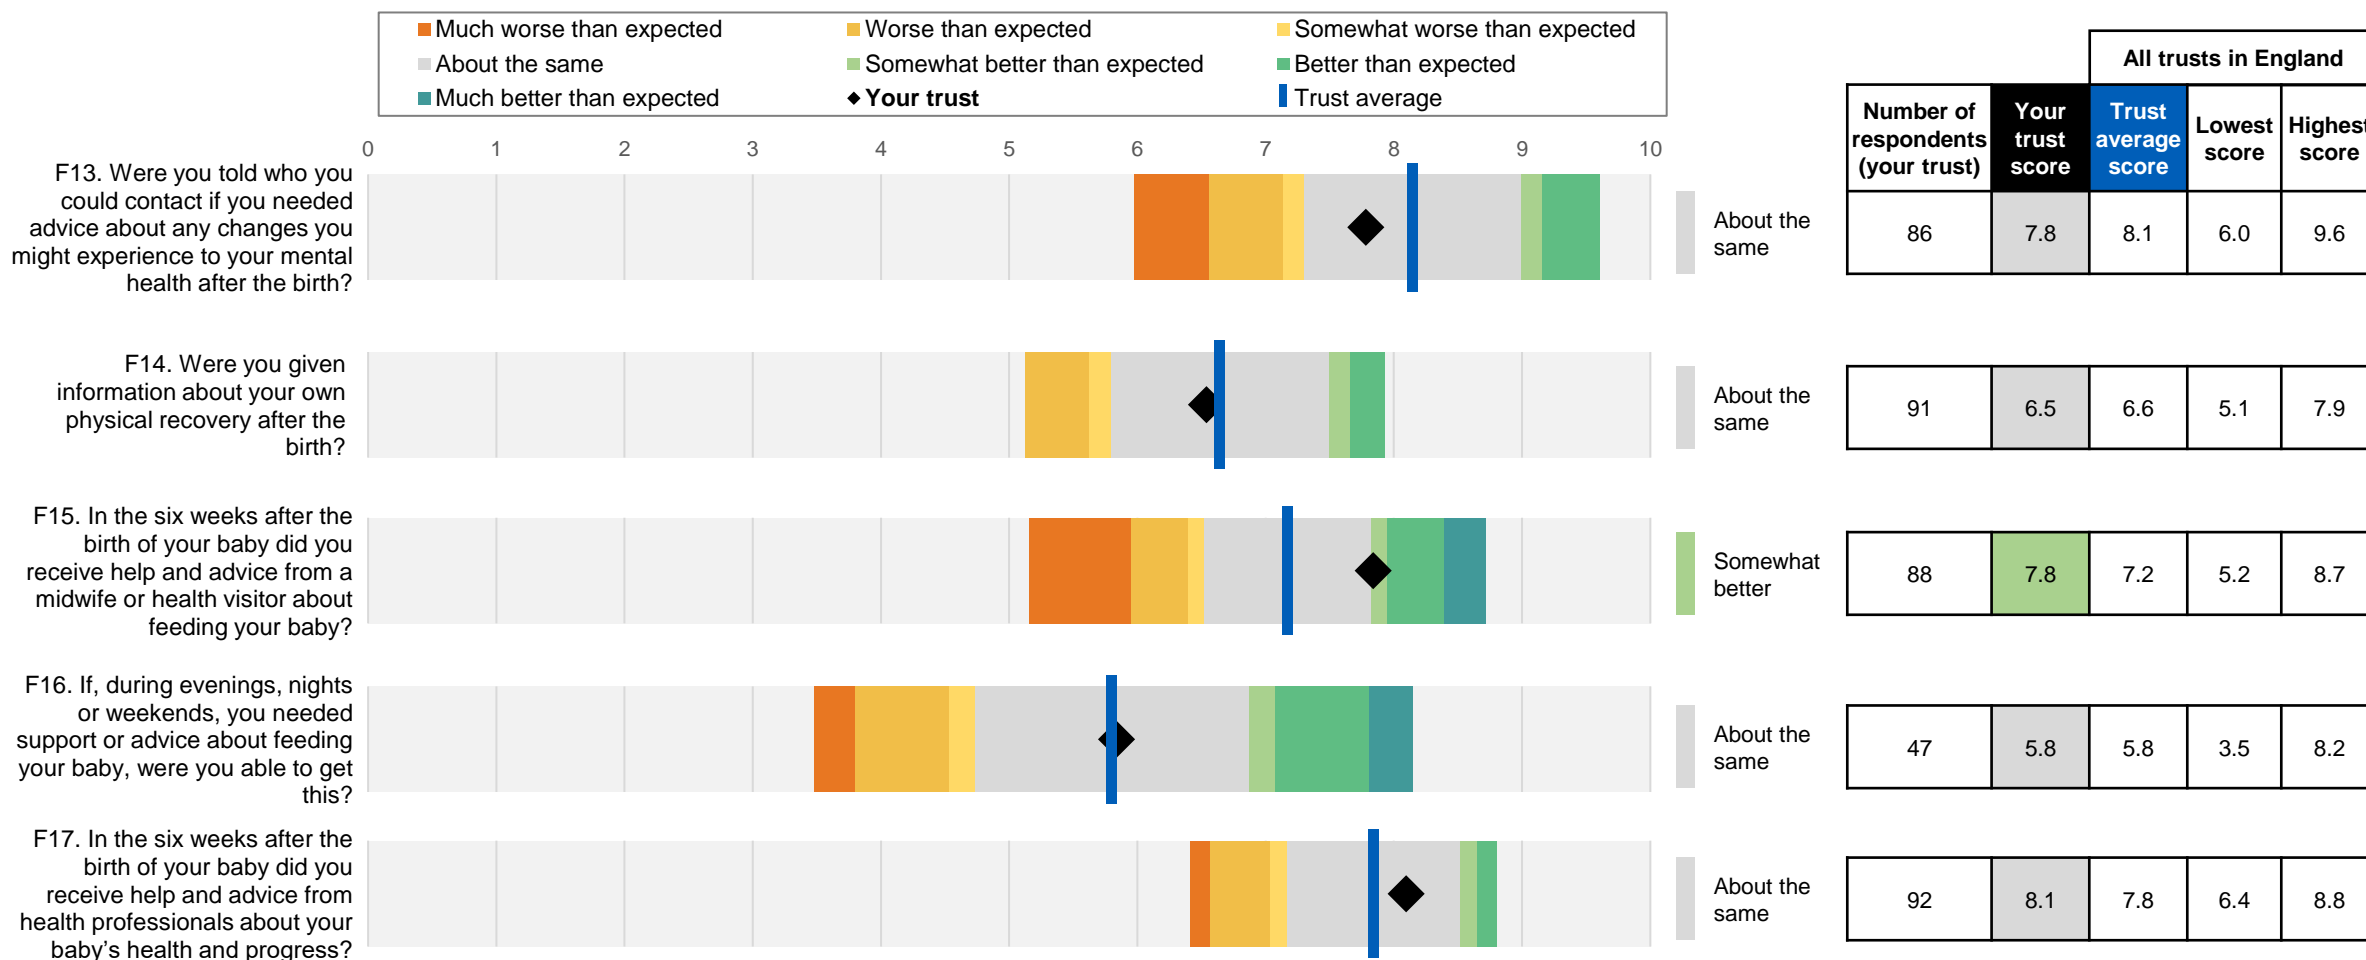 Much worse than expected
Worse than expected
Somewhat worse than expected
About the same
Somewhat better than expected
Better than expected
Much better than expected
Your trust
Trust average
All trusts in England
Number of
respondents
(your trust)
Your
trust
score
Trust
average
score
Lowest
score
Highest
score
0 1 2 3 4 5 6 7 8 9 10
F13. Were you told who you
could contact if you needed
advice about any changes you
might experience to your mental
health after the birth?
About the
same
86 7.8 8.1 6.0 9.6
F14. Were you given
information about your own
physical recovery after the
birth?
About the
same
91 6.5 6.6 5.1 7.9
F15. In the six weeks after the
birth of your baby did you
receive help and advice from a
midwife or health visitor about
feeding your baby?
Somewhat
better
88 7.8 7.2 5.2 8.7
F16. If, during evenings, nights
or weekends, you needed
support or advice about feeding
your baby, were you able to get
this?
About the
same
47 5.8 5.8 3.5 8.2
F17. In the six weeks after the
birth of your baby did you
receive help and advice from
health professionals about your
baby’s health and progress?
About the
same
92 8.1 7.8 6.4 8.8